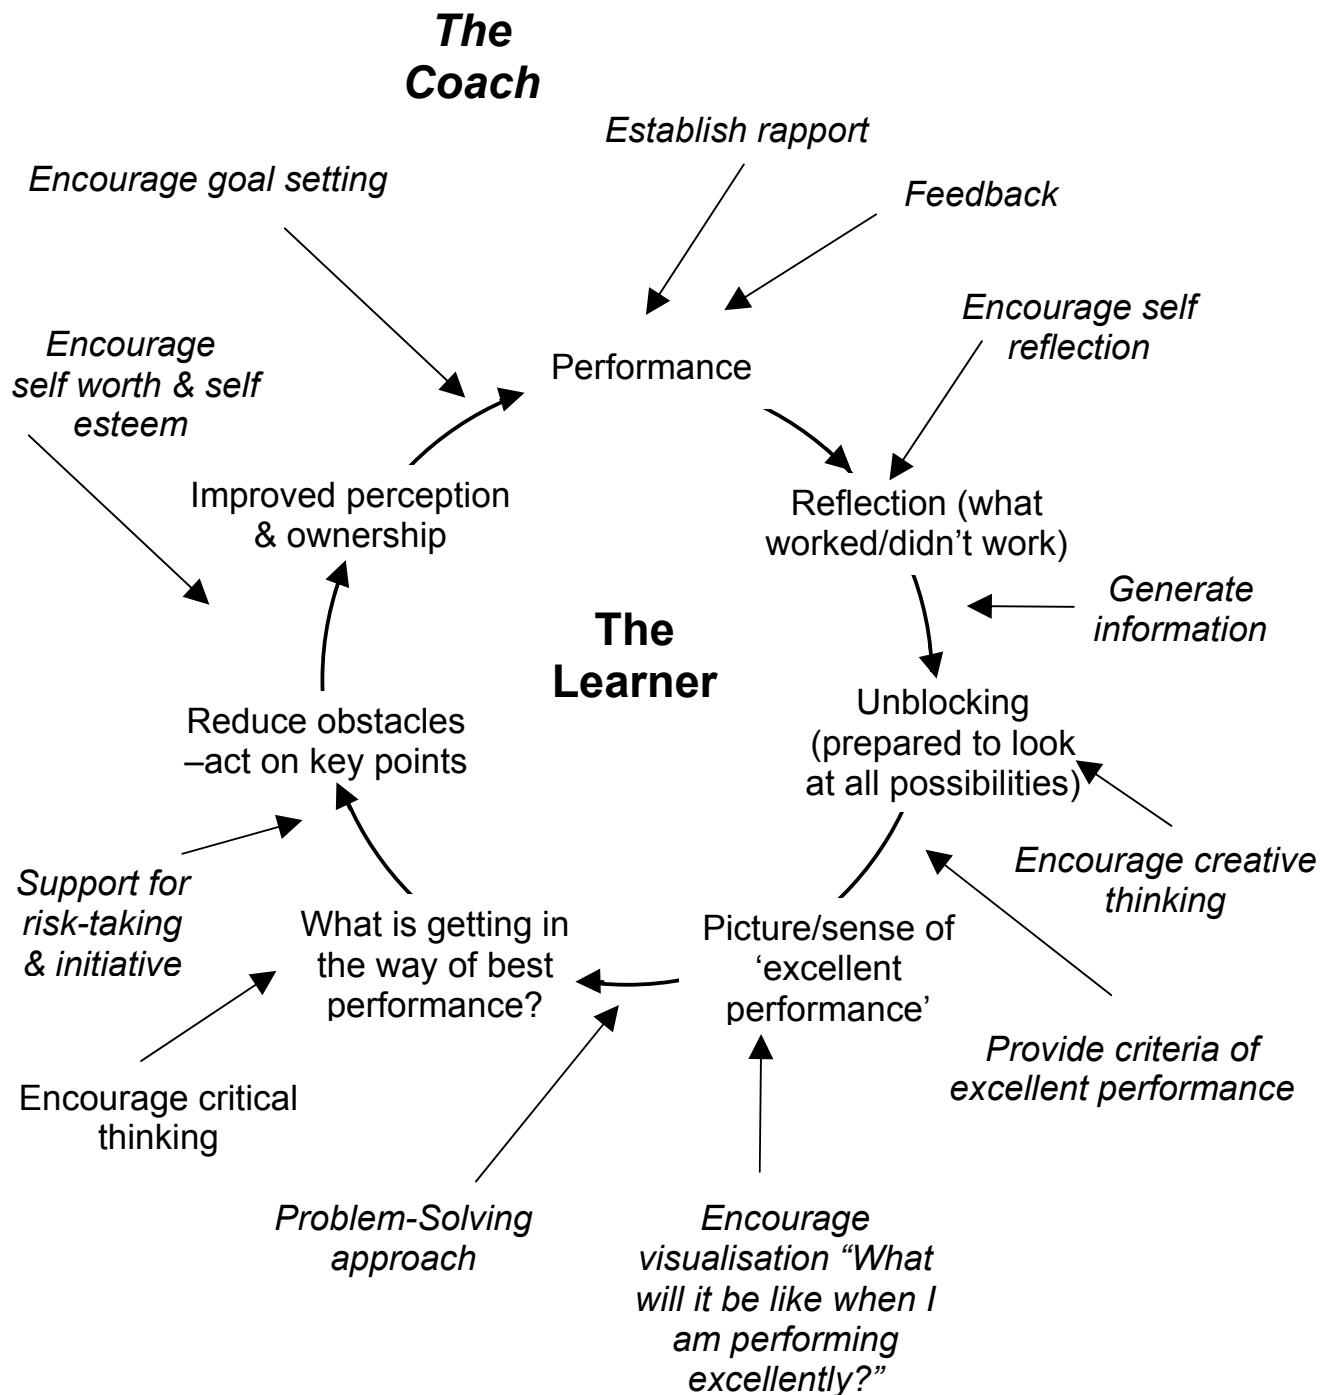 The
Coach
Establish rapport
Encourage goal setting
Feedback
Encourage self
reflection
Encourage
self worth & self
esteem
Performance
Improved perception
& ownership
Reflection (what
worked/didn’t work)
Generate
information
The
Learner
Unblocking
(prepared to look
at all possibilities)
Reduce obstacles
–act on key points
Encourage creative
thinking
Support for
risk-taking
& initiative
What is getting in
the way of best
performance?
Picture/sense of
‘excellent
performance’
Provide criteria of
excellent performance
Encourage critical
thinking
Problem-Solving
approach
Encourage
visualisation “What
will it be like when I
am performing
excellently?”